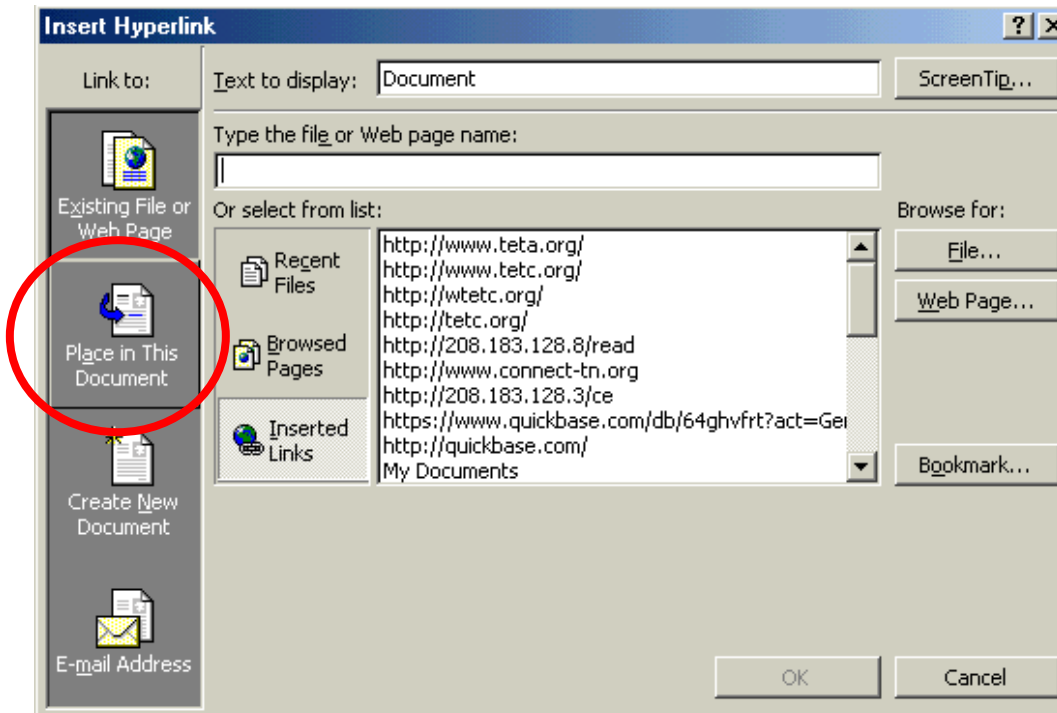 Insert Hyperlink
Link to:
Text to display:
Document
ScreenTip...
Existing File or
Web Page
Place in This
Document
Create New
Document
E-mail Address
Type the file or Web page name:
Or select from list:
Recent
Files
Browsed
Pages
Inserted
Links
http://www.teta.org/
http://www.tetc.org/
http://wtetc.org/
http://tetc.org/
http://208.183.128.8/read
http://www.connect-tn.org
http://208.183.128.3/ce
https://www.quickbase.com/db/64ghvfrt?act=Ger
http://quickbase.com/
My Documents
Browse for:
File...
Web Page...
Bookmark...
OK
Cancel